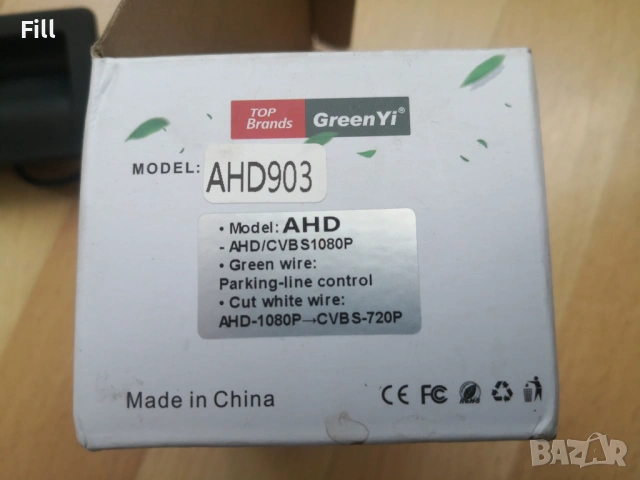 Fill
TOP
Brands
GreenYi®
MODEL: AHD903
• Model: AHD
- AHD/CVBS1080P
• Green wire:
Parking-line control
• Cut white wire:
AHD-1080P→CVBS-720P
Made in China
CE FC
BAZAR